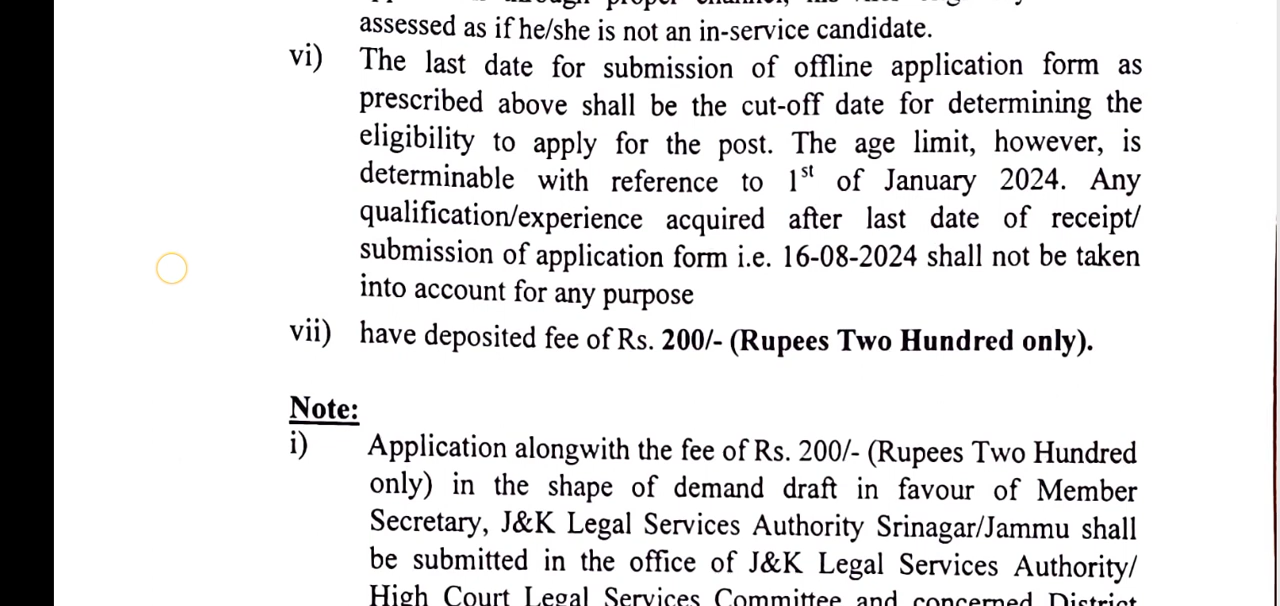 assessed as if he/she is not an in-service candidate.
vi) The last date for submission of offline application form as
prescribed above shall be the cut-off date for determining the
eligibility to apply for the post. The age limit, however, is
determinable with reference to 1st of January 2024. Any
qualification/experience acquired after last date of receipt/
submission of application form i.e. 16-08-2024 shall not be taken
into account for any purpose
vii) have deposited fee of Rs. 200/- (Rupees Two Hundred only).
Note:
i) Application alongwith the fee of Rs. 200/- (Rupees Two Hundred
only) in the shape of demand draft in favour of Member
Secretary, J&K Legal Services Authority Srinagar/Jammu shall
be submitted in the office of J&K Legal Services Authority/
High Court Legal Services Committee and concerned District